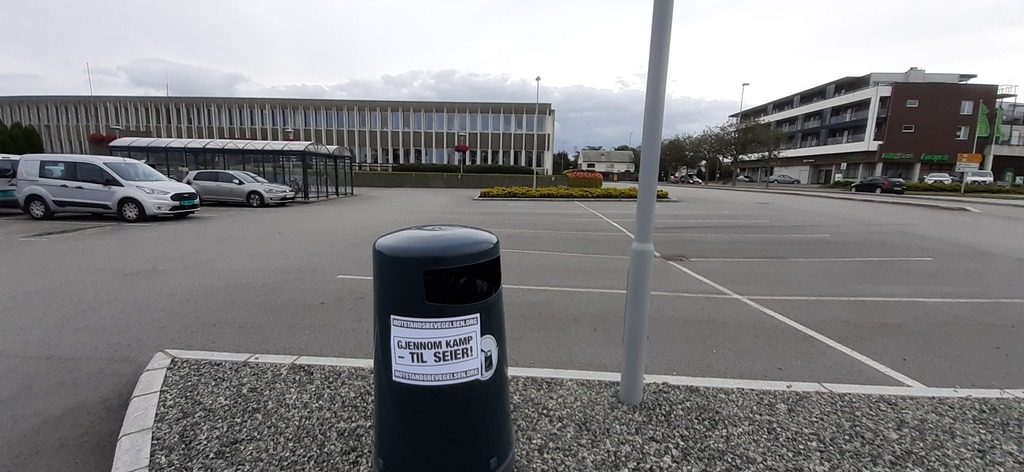 MOTSTANDSBEVEGELSEN.ORG
GJENNOM KAMP
- TIL SEIER!
MOTSTANDSBEVEGELSEN.ORG